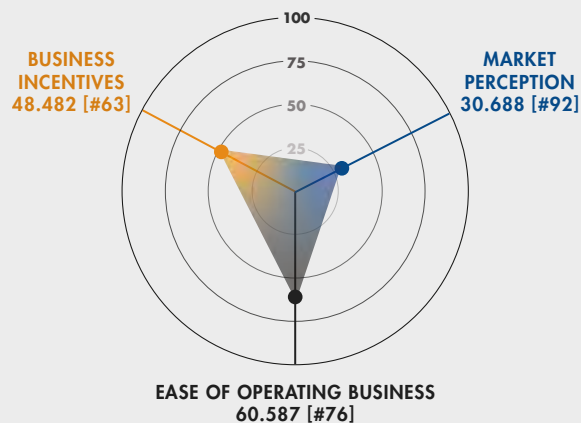 100
75
50
25
BUSINESS
INCENTIVES
48.482 [#63]
MARKET
PERCEPTION
30.688 [#92]
EASE OF OPERATING BUSINESS
60.587 [#76]